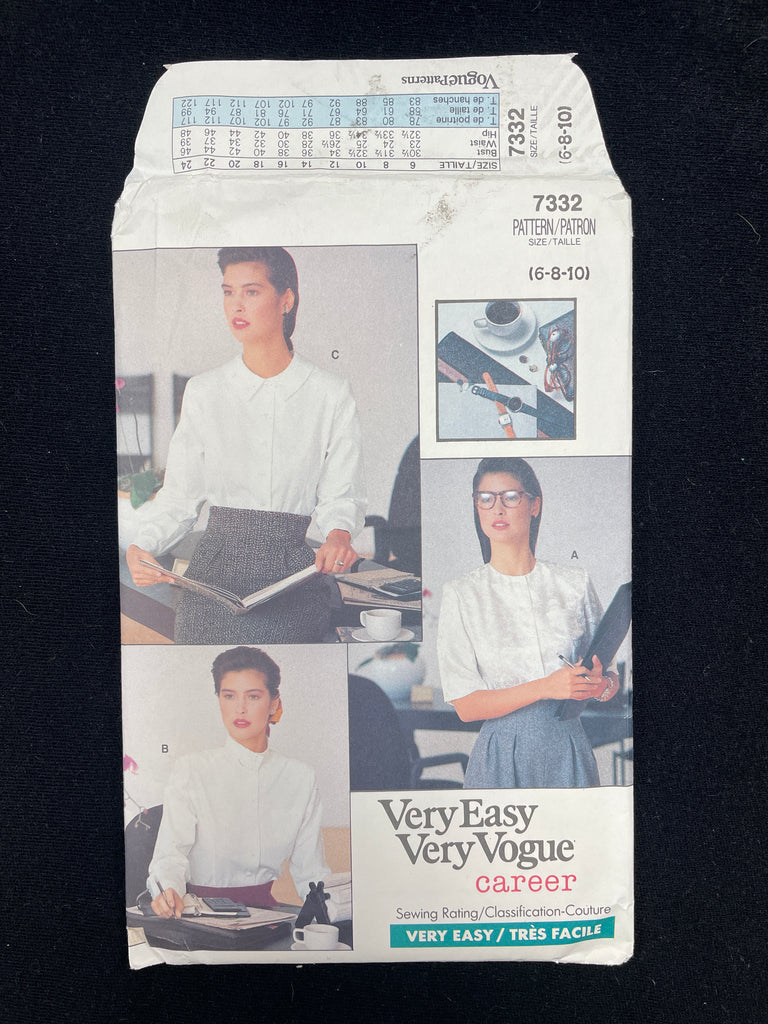 SIZE/TAILLE 6 8 10 12 14 16 18 20 22 24
Bust 30½ 31½ 32½ 34 36 38 40 42 44 46
Waist 23 24 25 26½ 28 30 32 34 37 39
Hip 32½ 33½ 34½ 36 38 40 42 44 46 48
T. de poitrine 78 80 83 87 92 97 102 107 112 117
T. de taille 58 61 64 67 71 76 81 87 94 99
T. de hanches 83 85 88 92 97 102 107 112 117 122
VoguePatterns
7332
SIZE/TAILLE
(6-8-10)
7332
PATTERN/PATRON
SIZE/TAILLE
(6-8-10)
C
A
B
Very Easy
Very Vogue
career
Sewing Rating/Classification-Couture
VERY EASY / TRÈS FACILE